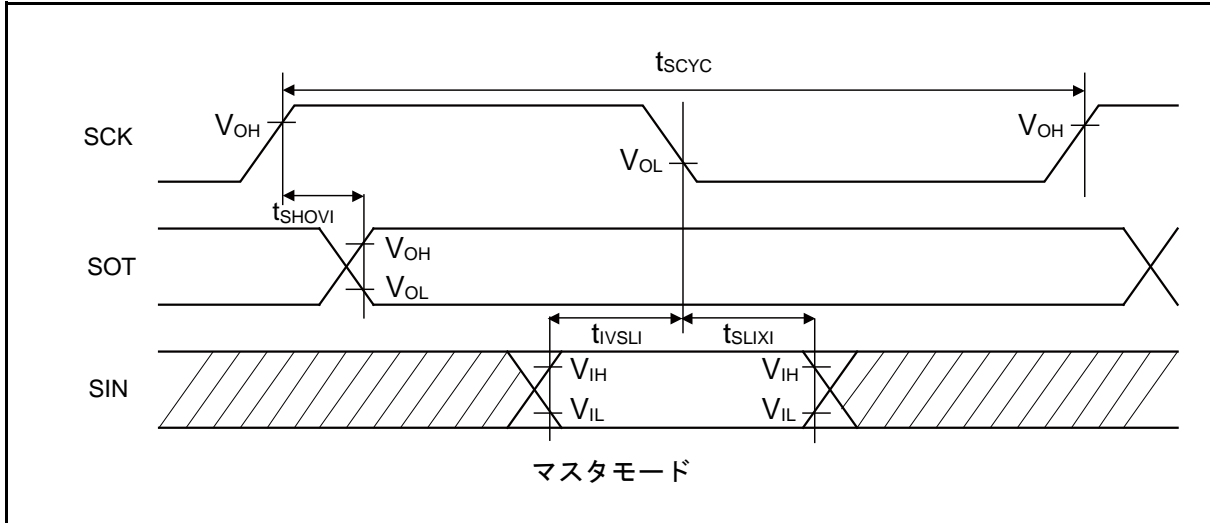 tSCYC
SCK
VOH
VOL
VOH
tSHOVI
SOT
VOH
VOL
tIVSLI
tSLIXI
SIN
VIH
VIH
VIL
VIL
マスタモード